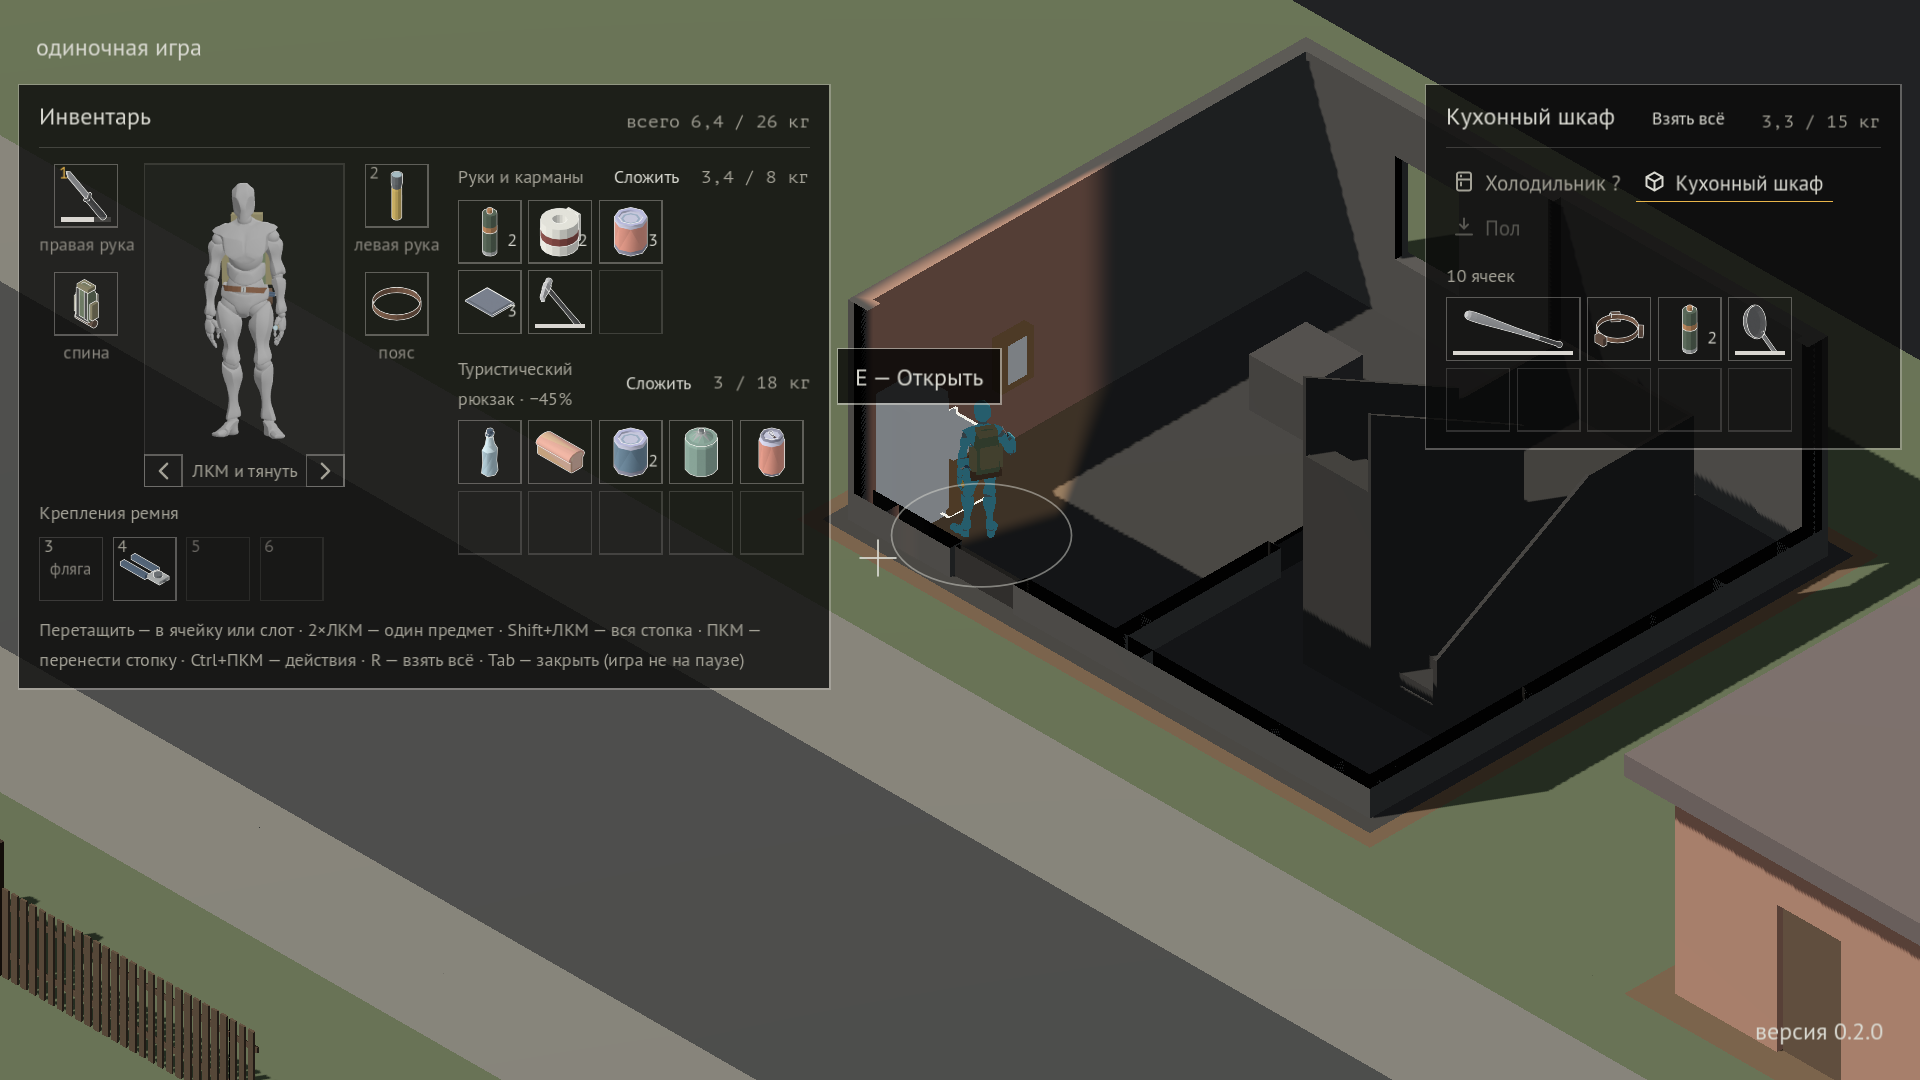 одиночная игра
Инвентарь
всего 6,4 / 26 кг
1
правая рука
2
левая рука
спина
пояс
ЛКМ и тянуть
Руки и карманы Сложить 3,4 / 8 кг
2
2
3
3
Туристический
рюкзак · −45%
Сложить 3 / 18 кг
2
Крепления ремня
3
фляга
4
5
6
Перетащить — в ячейку или слот · 2×ЛКМ — один предмет · Shift+ЛКМ — вся стопка · ПКМ —
перенести стопку · Ctrl+ПКМ — действия · R — взять всё · Tab — закрыть (игра не на паузе)
E — Открыть
Кухонный шкаф Взять всё 3,3 / 15 кг
Холодильник ? Кухонный шкаф
Пол
10 ячеек
2
версия 0.2.0